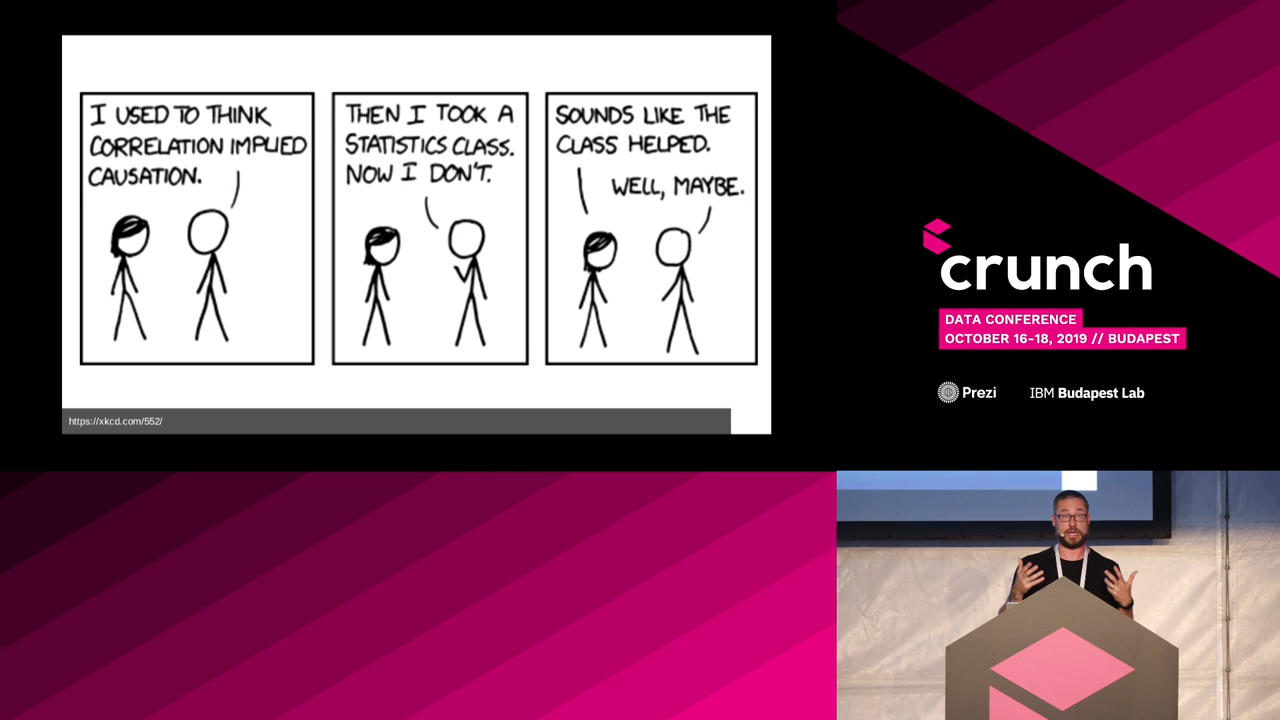 I USED TO THINK
CORRELATION IMPLIED
CAUSATION.
THEN I TOOK A
STATISTICS CLASS.
NOW I DON'T.
SOUNDS LIKE THE
CLASS HELPED.
WELL, MAYBE.
https://xkcd.com/552/
crunch
DATA CONFERENCE
OCTOBER 16-18, 2019 // BUDAPEST
Prezi
IBM Budapest Lab